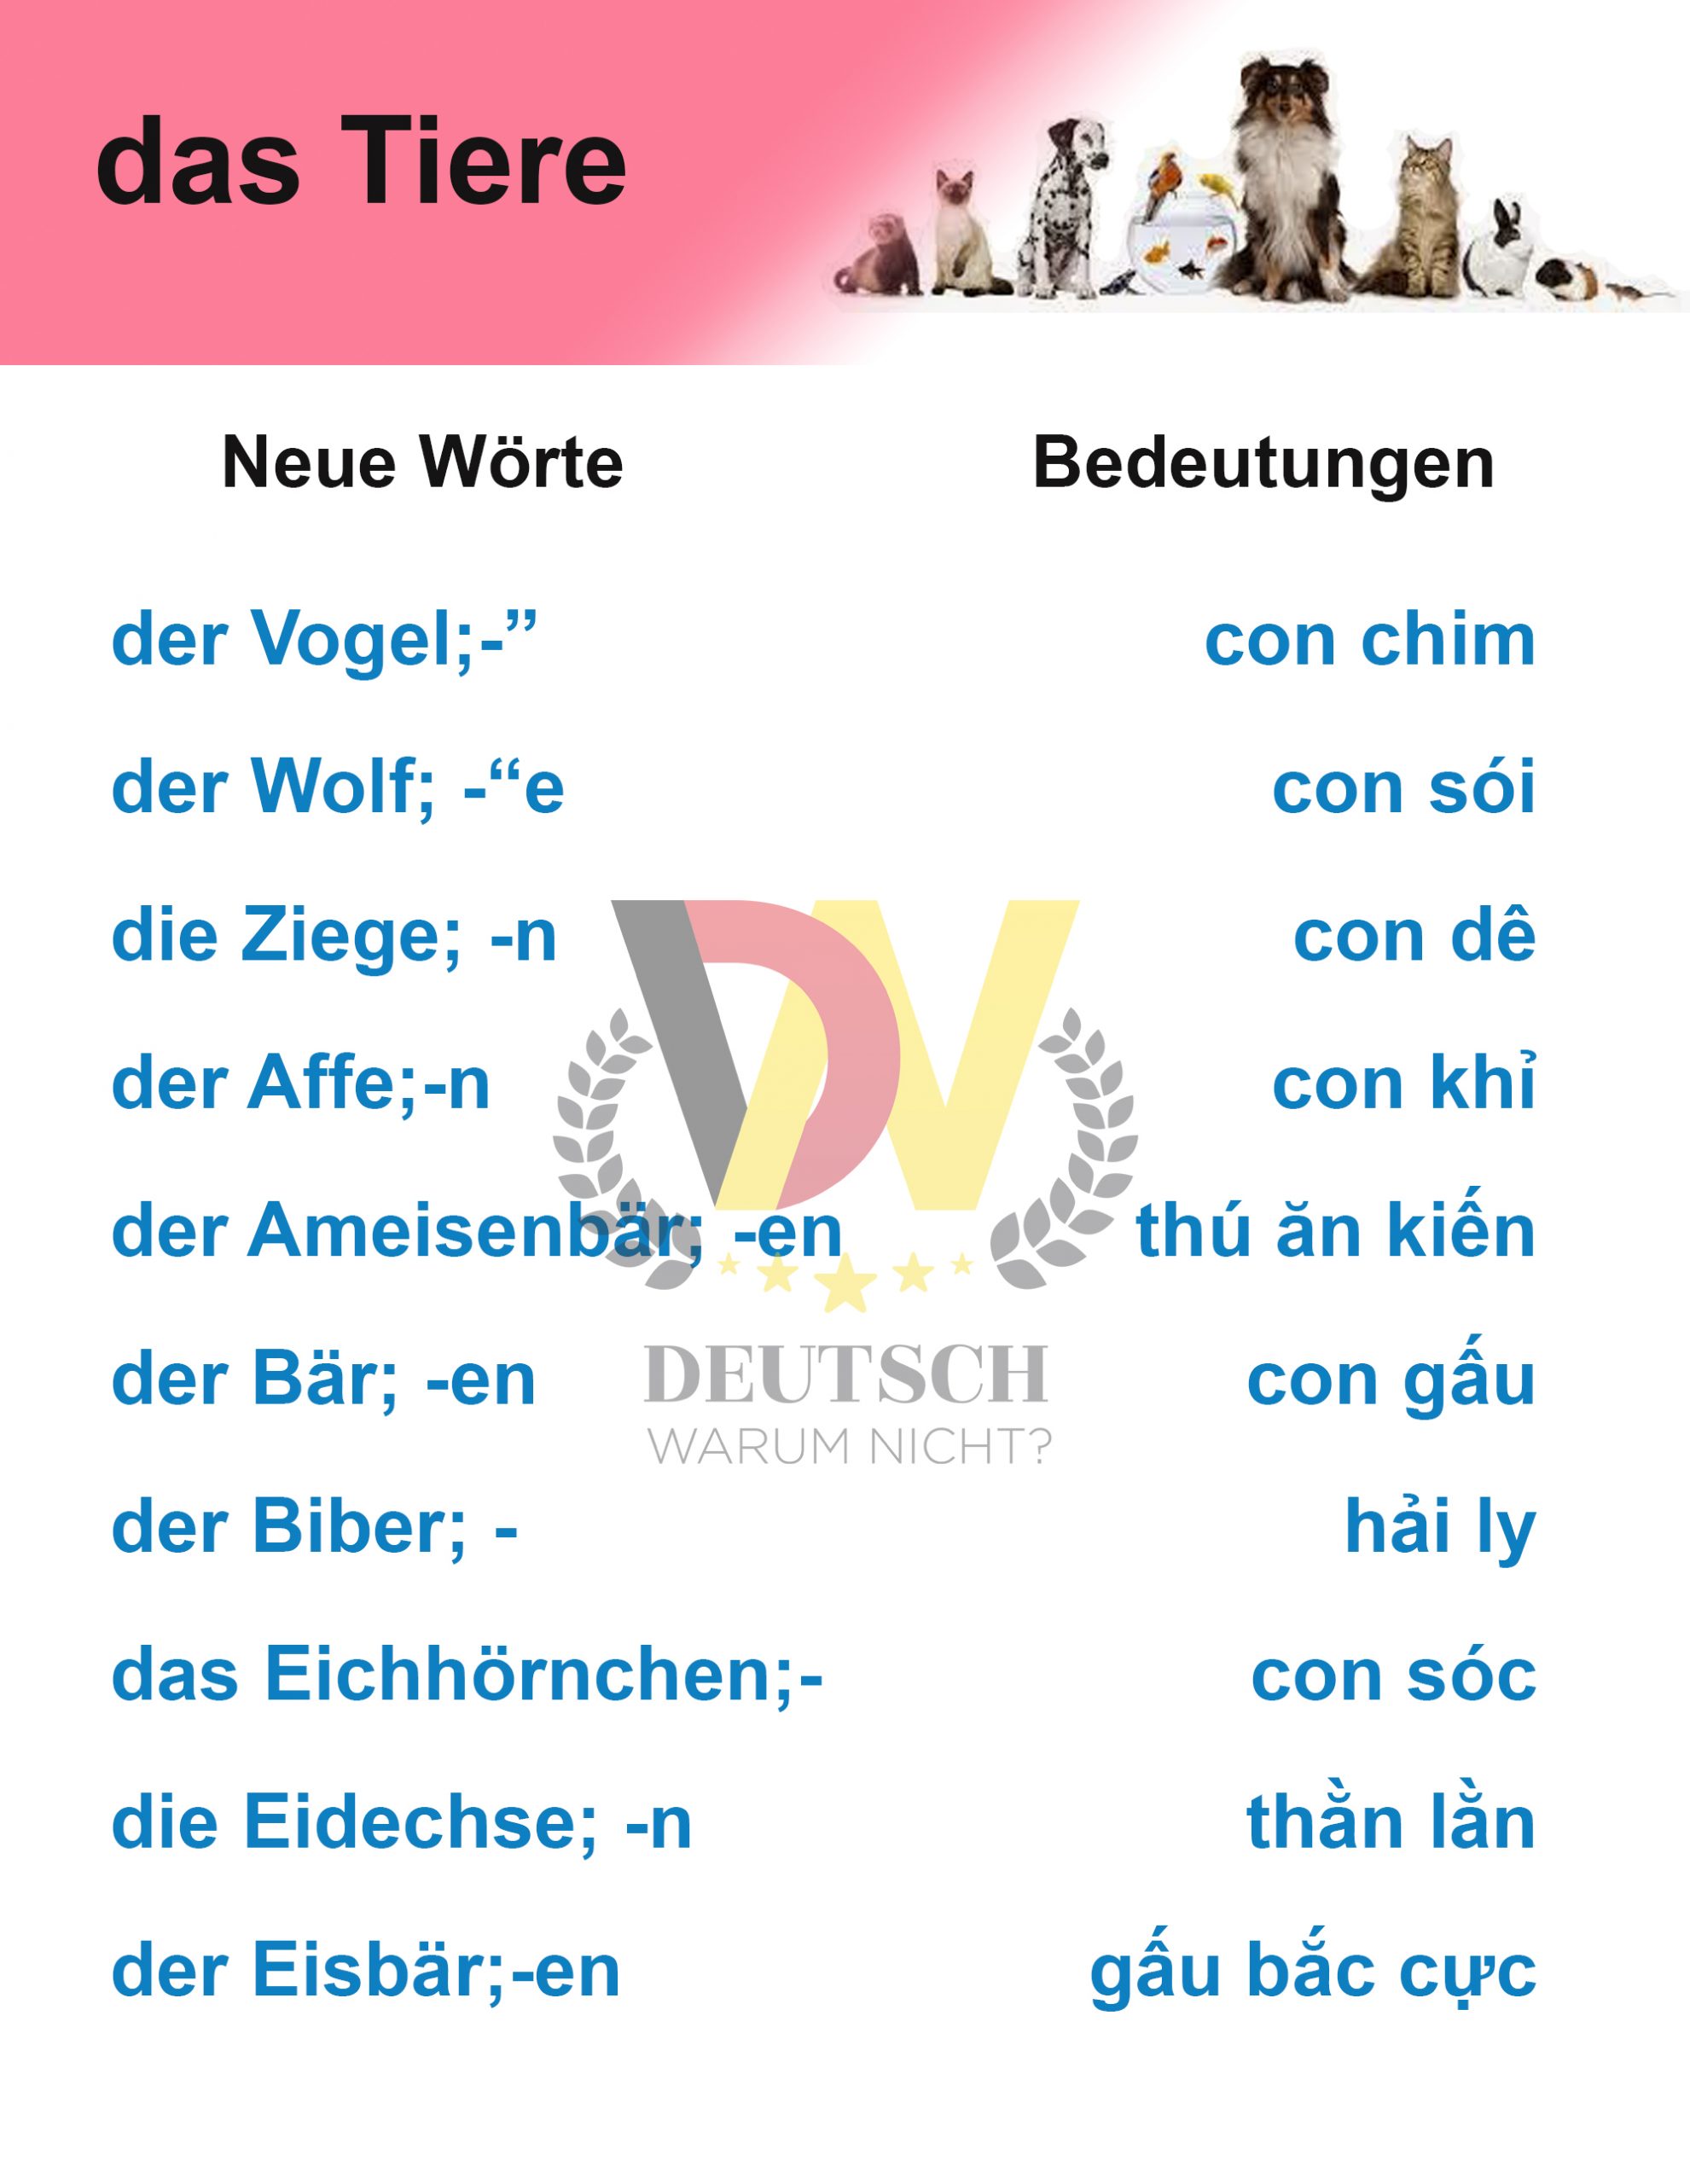 das Tiere
Neue Wörte Bedeutungen
der Vogel;-” con chim
der Wolf; -“e con sói
die Ziege; -n con dê
der Affe;-n con khỉ
der Ameisenbär; -en thú ăn kiến
der Bär; -en con gấu
DEUTSCH
WARUM NICHT?
der Biber; - hải ly
das Eichhörnchen;- con sóc
die Eidechse; -n thằn lằn
der Eisbär;-en gấu bắc cực